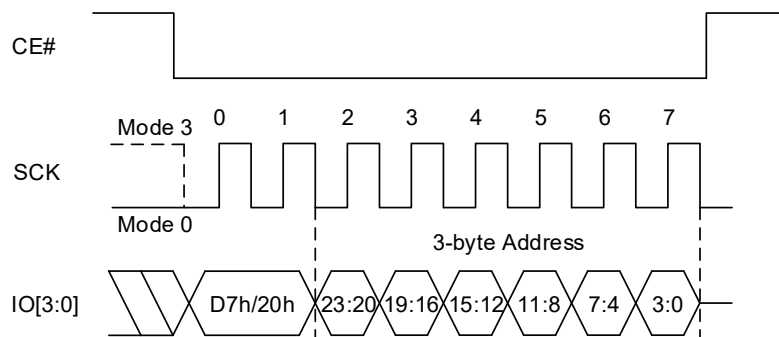 CE#
0 1 2 3 4 5 6 7
Mode 3
SCK
Mode 0
3-byte Address
IO[3:0]
D7h/20h 23:20 19:16 15:12 11:8 7:4 3:0